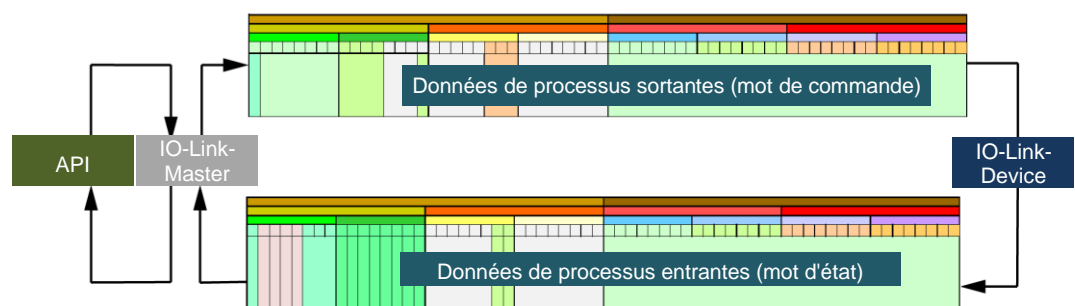 Données de processus sortantes (mot de commande)
API
IO-Link-
Master
IO-Link-
Device
Données de processus entrantes (mot d'état)